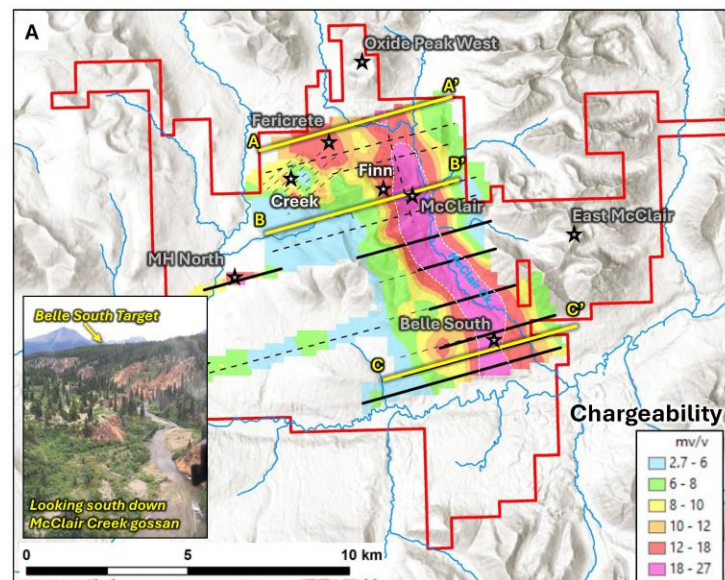 A
Oxide Peak West
A'
Fericrete
A
Finn
B'
Creek
McClair
B
East McClair
MH North
McClair Cr.
Belle South Target
C'
Belle South
C
Chargeability
mv/v
2.7 - 6
6 - 8
8 - 10
10 - 12
12 - 18
18 - 27
Looking south down
McClair Creek gossan
0
5
10 km